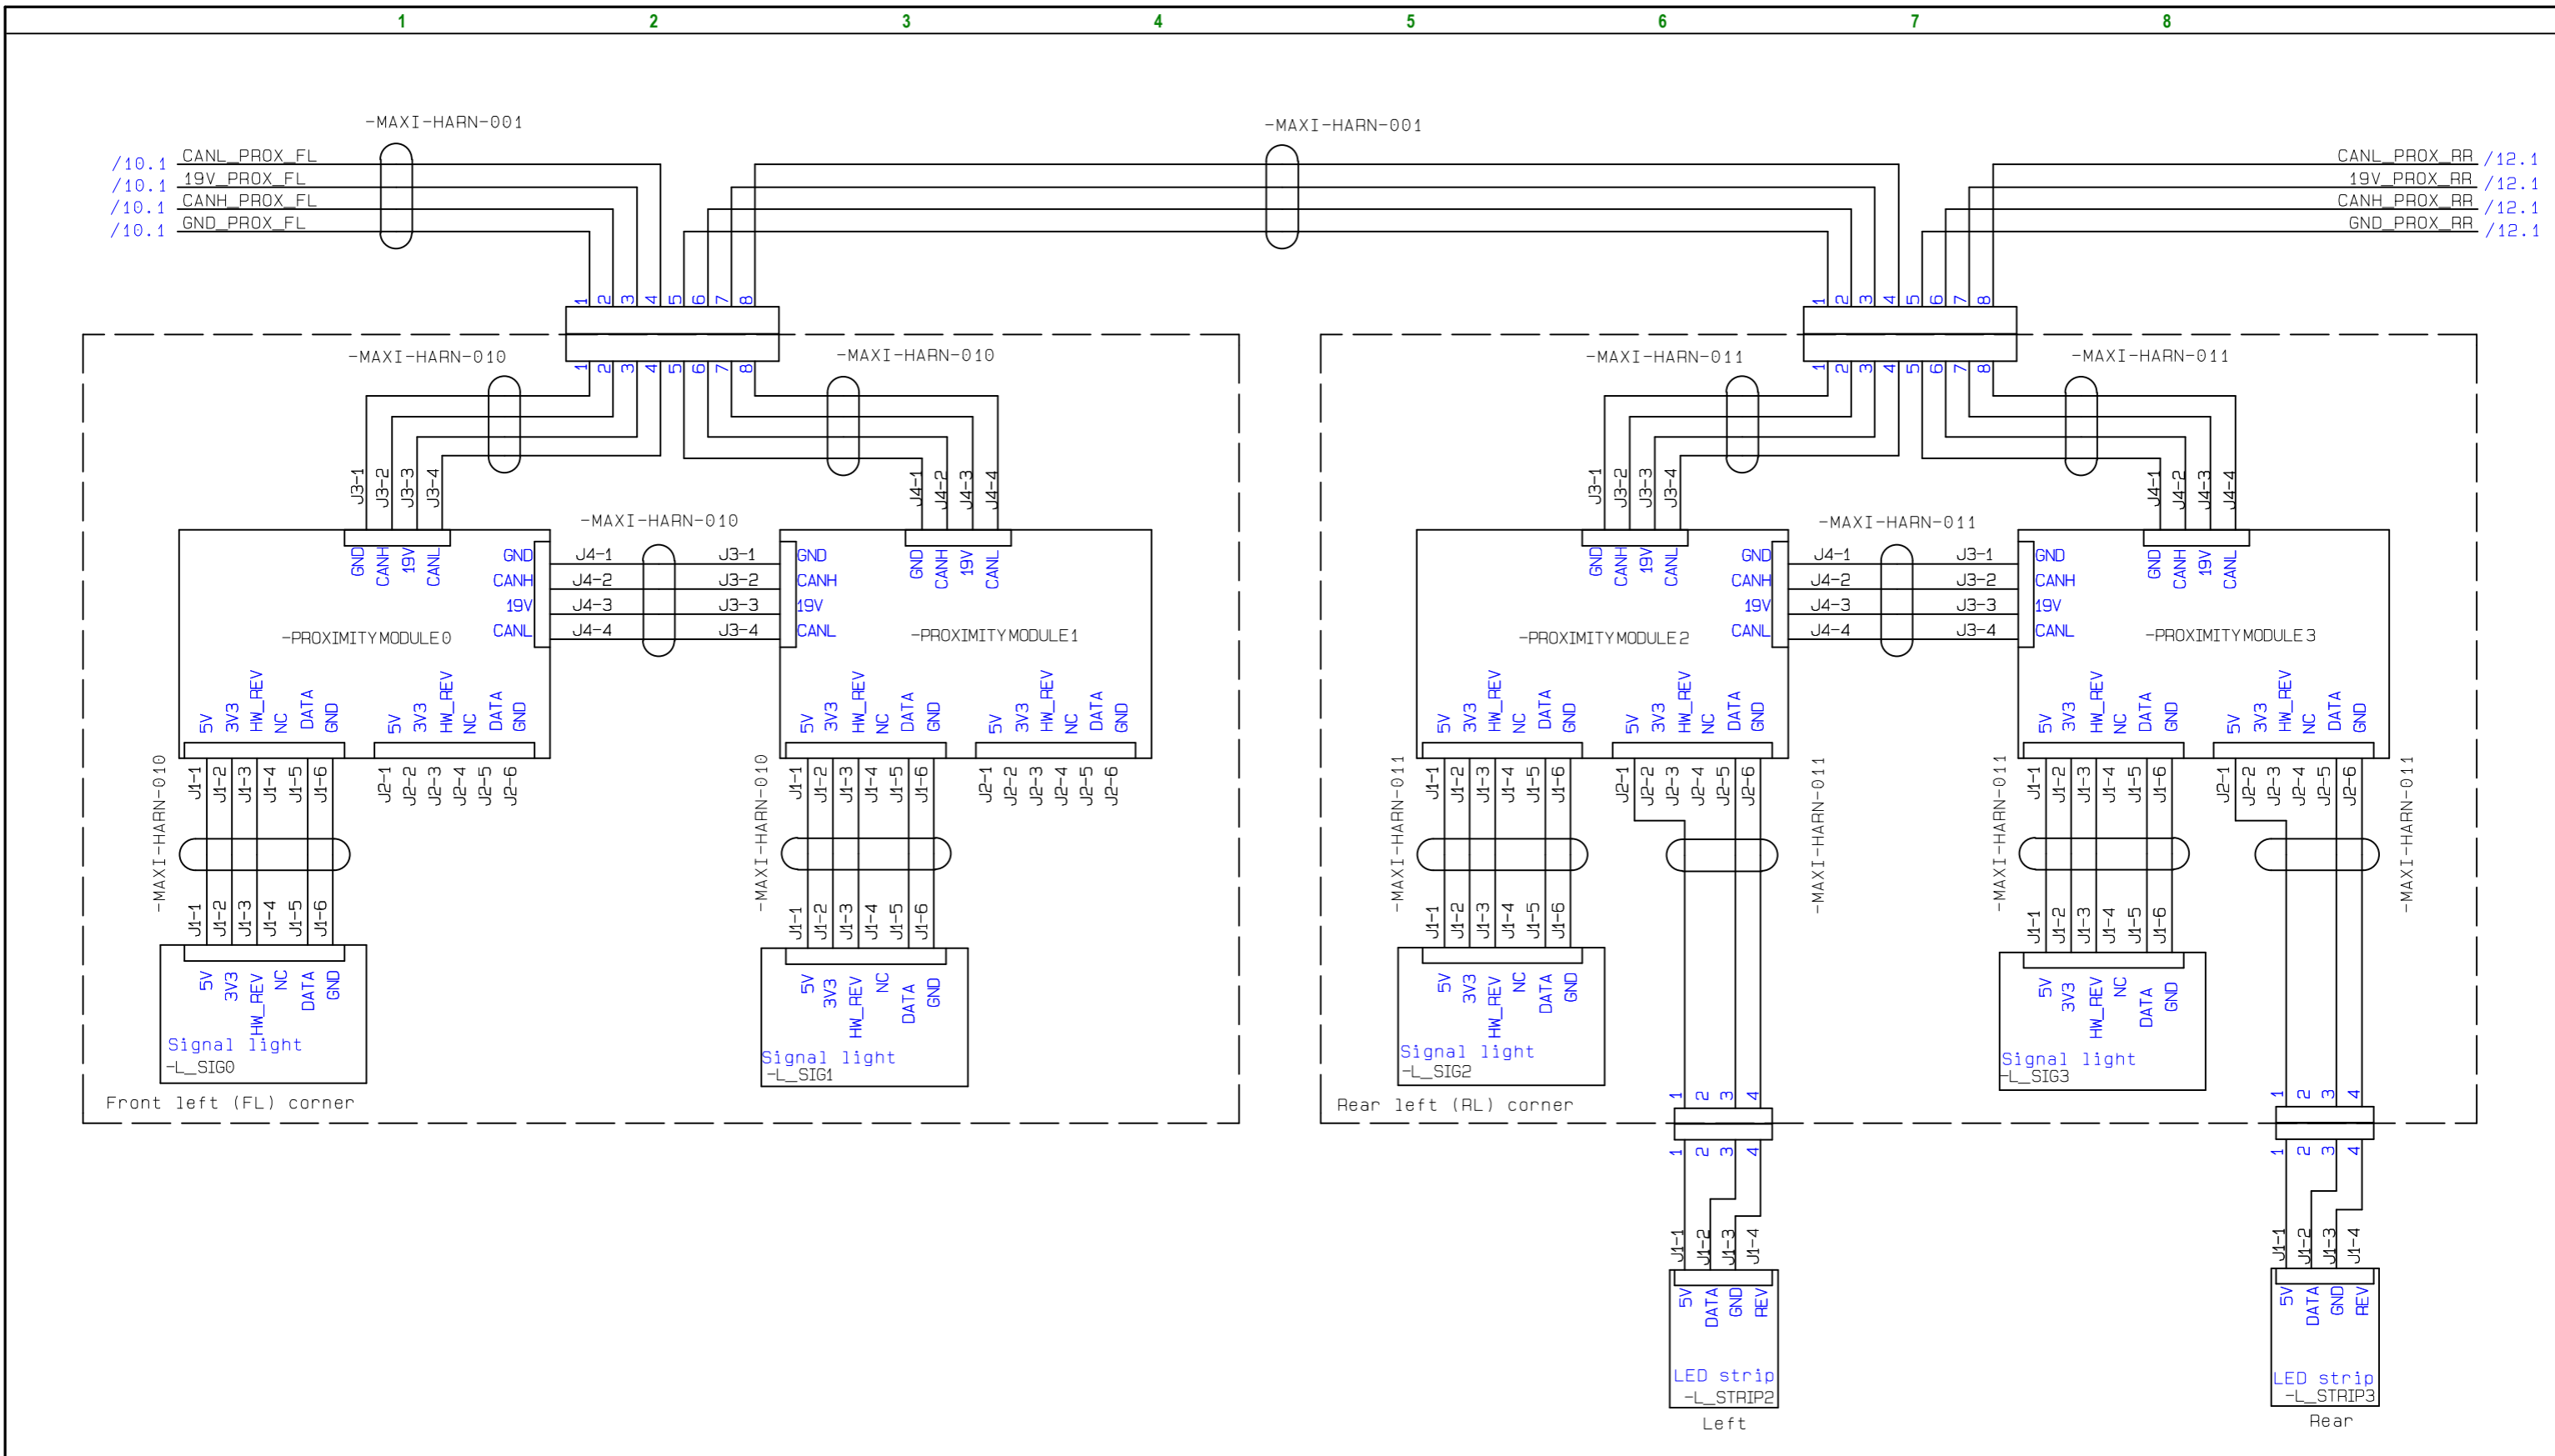 1 2 3 4 5 6 7 8
-MAXI-HARN-001 -MAXI-HARN-001
/10.1 CANL_PROX_FL CANL_PROX_RR /12.1
/10.1 19V_PROX_FL 19V_PROX_RR /12.1
/10.1 CANH_PROX_FL CANH_PROX_RR /12.1
/10.1 GND_PROX_FL GND_PROX_RR /12.1
1 2 3 4 5 6 7 8 1 2 3 4 5 6 7 8
-MAXI-HARN-010 -MAXI-HARN-010 -MAXI-HARN-011 -MAXI-HARN-011
1 2 3 4 5 6 7 8 1 2 3 4 5 6 7 8
J3-1 J3-2 J3-3 J3-4 J4-1 J4-2 J4-3 J4-4 J3-1 J3-2 J3-3 J3-4 J4-1 J4-2 J4-3 J4-4
-MAXI-HARN-010 -MAXI-HARN-011
GND CANH 19V CANL GND CANH 19V CANL GND CANH 19V CANL GND CANH 19V CANL
GND J4-1 J3-1 GND GND J4-1 J3-1 GND
CANH J4-2 J3-2 CANH CANH J4-2 J3-2 CANH
19V J4-3 J3-3 19V 19V J4-3 J3-3 19V
CANL J4-4 J3-4 CANL CANL J4-4 J3-4 CANL
-PROXIMITYMODULE0 -PROXIMITYMODULE1 -PROXIMITYMODULE2 -PROXIMITYMODULE3
5V 3V3 HW_REV NC DATA GND 5V 3V3 HW_REV NC DATA GND 5V 3V3 HW_REV NC DATA GND 5V 3V3 HW_REV NC DATA GND 5V 3V3 HW_REV NC DATA GND 5V 3V3 HW_REV NC DATA GND 5V 3V3 HW_REV NC DATA GND 5V 3V3 HW_REV NC DATA GND
J1-1 J1-2 J1-3 J1-4 J1-5 J1-6 J2-1 J2-2 J2-3 J2-4 J2-5 J2-6 J1-1 J1-2 J1-3 J1-4 J1-5 J1-6 J2-1 J2-2 J2-3 J2-4 J2-5 J2-6 J1-1 J1-2 J1-3 J1-4 J1-5 J1-6 J2-1 J2-2 J2-3 J2-4 J2-5 J2-6 J1-1 J1-2 J1-3 J1-4 J1-5 J1-6 J2-1 J2-2 J2-3 J2-4 J2-5 J2-6
-MAXI-HARN-010 -MAXI-HARN-010 -MAXI-HARN-011 -MAXI-HARN-011 -MAXI-HARN-011 -MAXI-HARN-011
J1-1 J1-2 J1-3 J1-4 J1-5 J1-6 J1-1 J1-2 J1-3 J1-4 J1-5 J1-6 J1-1 J1-2 J1-3 J1-4 J1-5 J1-6 J1-1 J1-2 J1-3 J1-4 J1-5 J1-6
5V 3V3 HW_REV NC DATA GND 5V 3V3 HW_REV NC DATA GND 5V 3V3 HW_REV NC DATA GND 5V 3V3 HW_REV NC DATA GND
Signal light Signal light Signal light Signal light
-L_SIG0 -L_SIG1 -L_SIG2 -L_SIG3
Front left (FL) corner Rear left (RL) corner
1 2 3 4 1 2 3 4
1 2 3 4 1 2 3 4
J1-1 J1-2 J1-3 J1-4 J1-1 J1-2 J1-3 J1-4
5V DATA GND REV 5V DATA GND REV
LED strip LED strip
-L_STRIP2 -L_STRIP3
Left Rear